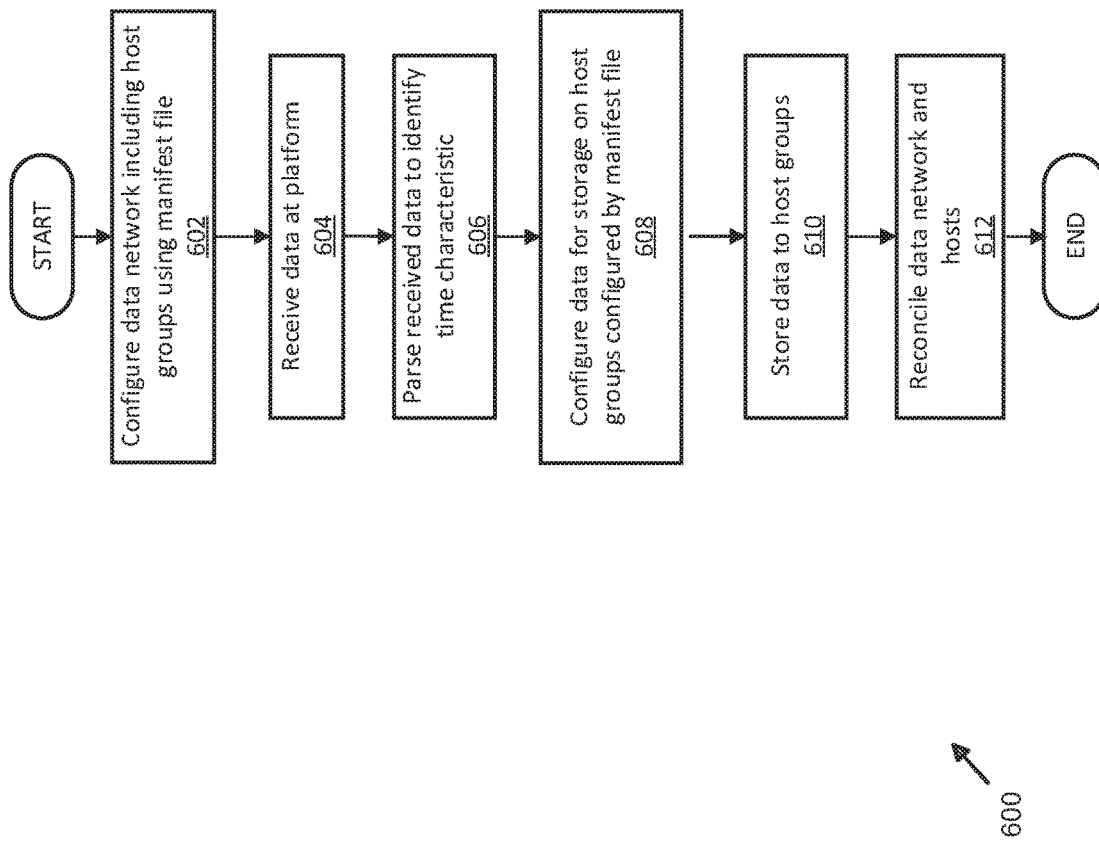 START
Configure data network including host
groups using manifest file
602
Receive data at platform
604
Parse received data to identify
time characteristic
606
Configure data for storage on host
groups configured by manifest file
608
Store data to host groups
610
Reconcile data network and
hosts
612
END
600